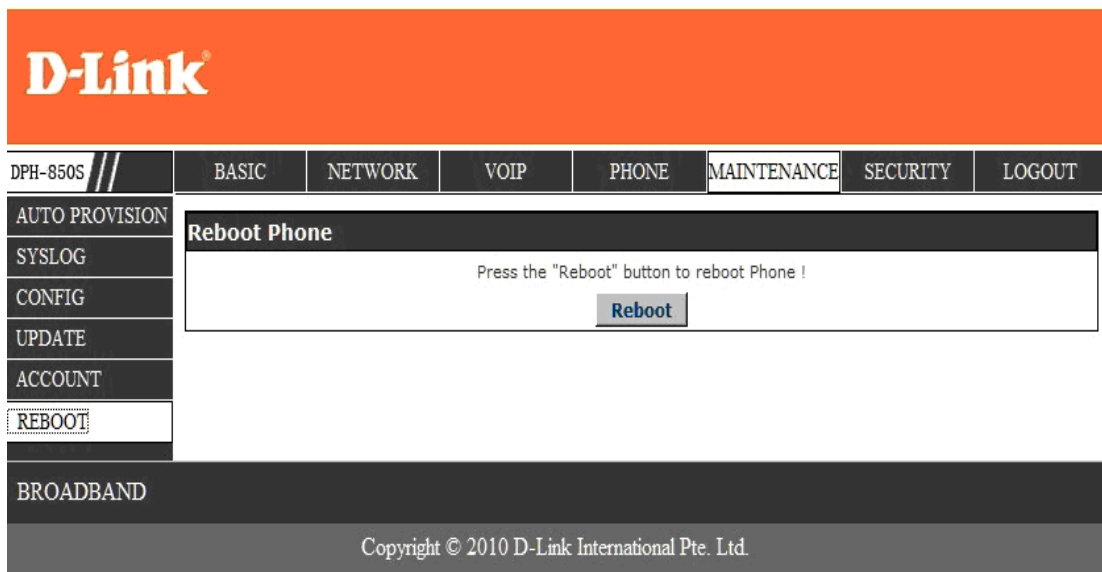 D-Link®
DPH-850S BASIC NETWORK VOIP PHONE MAINTENANCE SECURITY LOGOUT
AUTO PROVISION
SYSLOG
CONFIG
UPDATE
ACCOUNT
REBOOT
Reboot Phone
Press the "Reboot" button to reboot Phone !
Reboot
BROADBAND
Copyright © 2010 D-Link International Pte. Ltd.